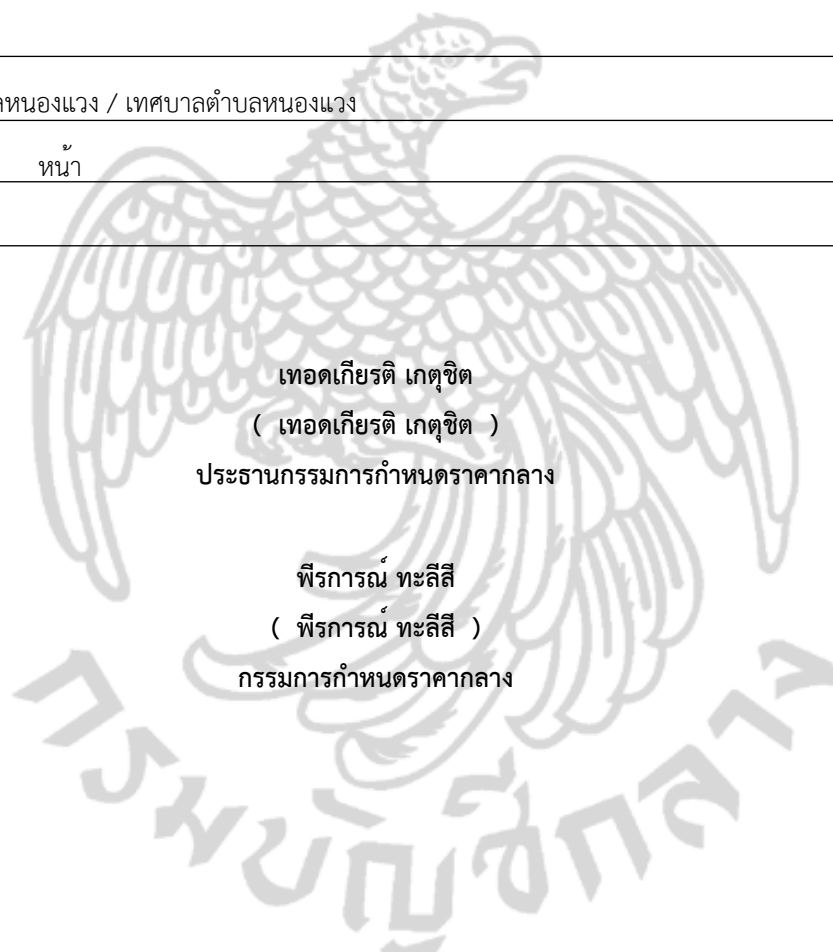 ลหนองแวง / เทศบาลตำบลหนองแวง
หน้า
เทอดเกียรติ เกตุชิต
( เทอดเกียรติ เกตุชิต )
ประธานกรรมการกำหนดราคากลาง
พีรการณ์ ทะลีสี
( พีรการณ์ ทะลีสี )
กรรมการกำหนดราคากลาง
กรมบัญชีกลาง